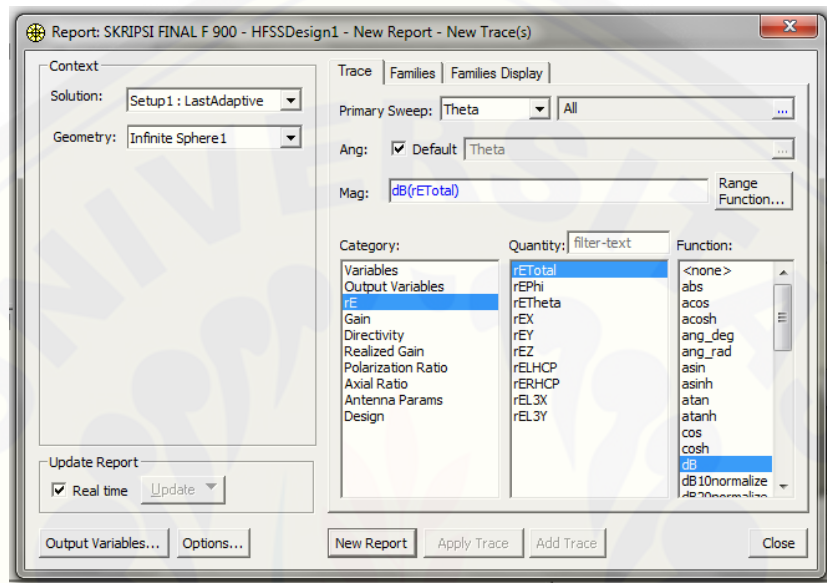 Report: SKRIPSI FINAL F 900 - HFSSDesign1 - New Report - New Trace(s)
Context
Solution: Setup1 : LastAdaptive
Geometry: Infinite Sphere1
Update Report
Real time Update
Output Variables... Options...
Trace Families Families Display
Primary Sweep: Theta All ...
Ang: Default Theta ...
Mag: dB(rETotal) Range Function...
Category:
Variables
Output Variables
rE
Gain
Directivity
Realized Gain
Polarization Ratio
Axial Ratio
Antenna Params
Design
Quantity: filter-text
rETotal
rEPhi
rETheta
rEX
rEY
rEZ
rELHCP
rERHCP
rEL3X
rEL3Y
Function:
<none>
abs
acos
acosh
ang_deg
ang_rad
asin
asinh
atan
atanh
cos
cosh
dB
dB10normalize
dB20normalize
New Report Apply Trace Add Trace Close